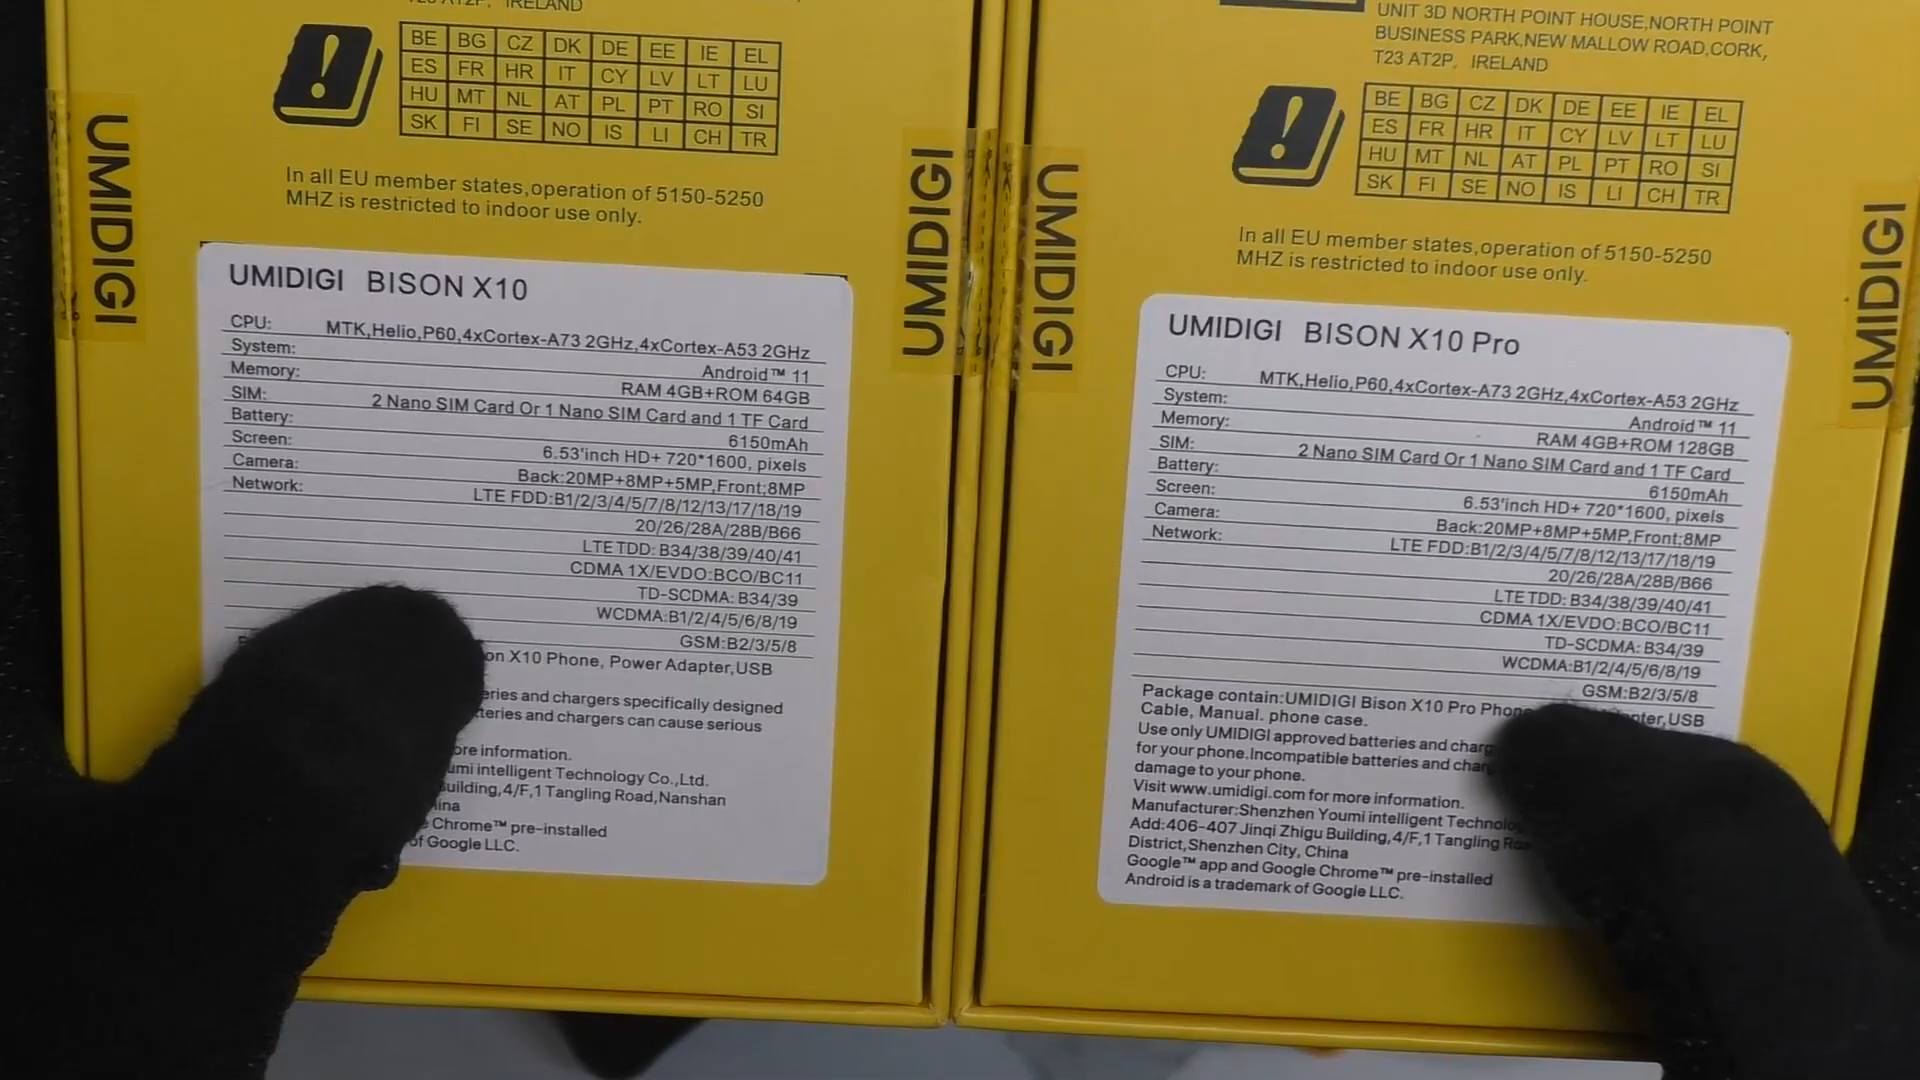 IRELAND
BE BG CZ DK DE EE IE EL
ES FR HR IT CY LV LT LU
HU MT NL AT PL PT RO SI
SK FI SE NO IS LI CH TR
In all EU member states,operation of 5150-5250
MHZ is restricted to indoor use only.
UMIDIGI
UMIDIGI
UMIDIGI BISON X10
CPU: MTK,Helio,P60,4xCortex-A73 2GHz,4xCortex-A53 2GHz
System: Android™ 11
Memory: RAM 4GB+ROM 64GB
SIM: 2 Nano SIM Card Or 1 Nano SIM Card and 1 TF Card
Battery: 6150mAh
Screen: 6.53'inch HD+ 720*1600, pixels
Camera: Back:20MP+8MP+5MP,Front:8MP
Network: LTE FDD:B1/2/3/4/5/7/8/12/13/17/18/19
20/26/28A/28B/B66
LTE TDD: B34/38/39/40/41
CDMA 1X/EVDO:BC0/BC11
TD-SCDMA: B34/39
WCDMA:B1/2/4/5/6/8/19
GSM:B2/3/5/8
X10 Phone, Power Adapter,USB
and chargers specifically designed
and chargers can cause serious
information.
intelligent Technology Co.,Ltd.
4/F,1 Tangling Road,Nanshan
Chrome™ pre-installed
of Google LLC.
UNIT 3D NORTH POINT HOUSE,NORTH POINT
BUSINESS PARK,NEW MALLOW ROAD,CORK,
T23 AT2P, IRELAND
BE BG CZ DK DE EE IE EL
ES FR HR IT CY LV LT LU
HU MT NL AT PL PT RO SI
SK FI SE NO IS LI CH TR
In all EU member states,operation of 5150-5250
MHZ is restricted to indoor use only.
UMIDIGI
UMIDIGI
UMIDIGI BISON X10 Pro
CPU: MTK,Helio,P60,4xCortex-A73 2GHz,4xCortex-A53 2GHz
System: Android™ 11
Memory: RAM 4GB+ROM 128GB
SIM: 2 Nano SIM Card Or 1 Nano SIM Card and 1 TF Card
Battery: 6150mAh
Screen: 6.53'inch HD+ 720*1600, pixels
Camera: Back:20MP+8MP+5MP,Front:8MP
Network: LTE FDD:B1/2/3/4/5/7/8/12/13/17/18/19
20/26/28A/28B/B66
LTE TDD: B34/38/39/40/41
CDMA 1X/EVDO:BC0/BC11
TD-SCDMA: B34/39
WCDMA:B1/2/4/5/6/8/19
GSM:B2/3/5/8
Package contain:UMIDIGI Bison X10 Pro Phone USB
Cable, Manual. phone case.
Use only UMIDIGI approved batteries and
for your phone.Incompatible batteries and
damage to your phone.
Visit www.umidigi.com for more information.
Manufacturer:Shenzhen Youmi intelligent
Add:406-407 Jinqi Zhigu Building,4/F,1 Tangling
District,Shenzhen City, China
Google™ app and Google Chrome™ pre-installed
Android is a trademark of Google LLC.